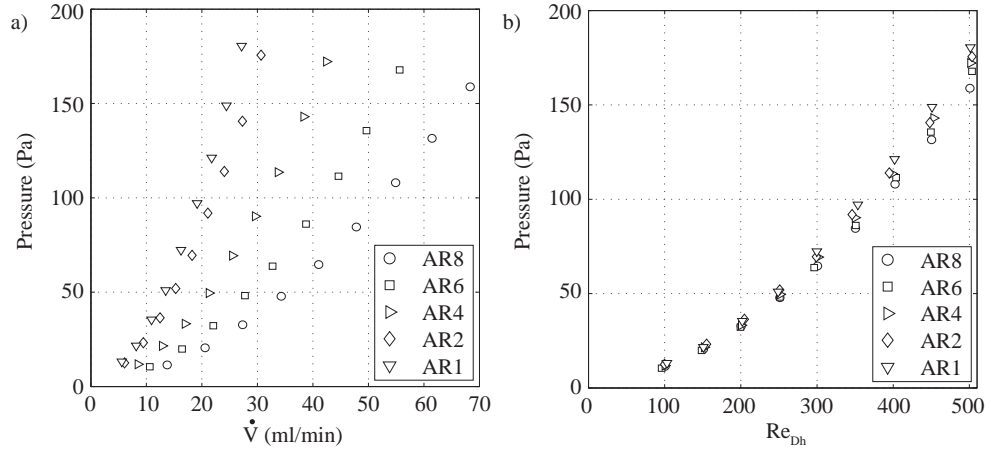 a)
200
150
100
50
0
Pressure (Pa)
0 10 20 30 40 50 60 70
V̇ (ml/min)
AR8
AR6
AR4
AR2
AR1
b)
200
150
100
50
0
Pressure (Pa)
0 100 200 300 400 500
Re_Dh
AR8
AR6
AR4
AR2
AR1